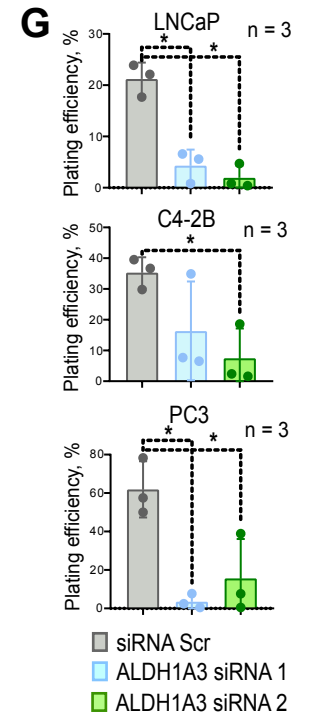 G
LNCaP
n = 3
Plating efficiency, %
30
20
10
0
*
*
C4-2B
n = 3
Plating efficiency, %
50
40
30
20
10
0
*
PC3
n = 3
Plating efficiency, %
80
60
40
20
0
*
*
siRNA Scr
ALDH1A3 siRNA 1
ALDH1A3 siRNA 2